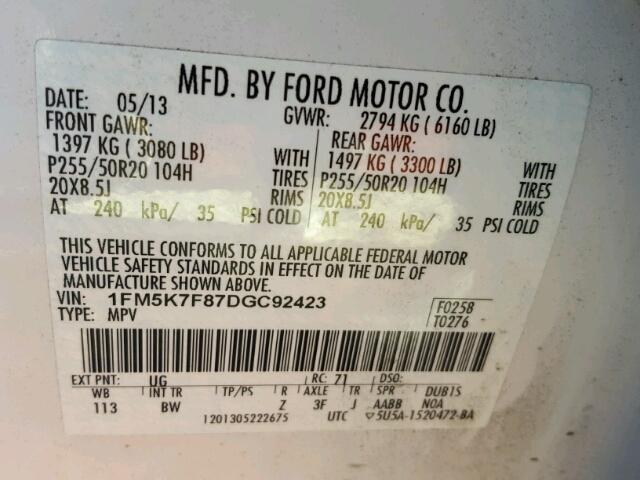 MFD. BY FORD MOTOR CO.
DATE: 05/13 GVWR: 2794 KG ( 6160 LB)
FRONT GAWR: REAR GAWR:
1397 KG ( 3080 LB) WITH 1497 KG ( 3300 LB) WITH
P255/50R20 104H TIRES P255/50R20 104H TIRES
20X8.5J RIMS 20X8.5J RIMS
AT 240 kPa/ 35 PSI COLD AT 240 kPa/ 35 PSI COLD
THIS VEHICLE CONFORMS TO ALL APPLICABLE FEDERAL MOTOR
VEHICLE SAFETY STANDARDS IN EFFECT ON THE DATE OF
MANUFACTURE SHOWN ABOVE.
VIN: 1FM5K7F87DGC92423 F0258
TYPE: MPV T0276
EXT PNT: UG RC: 71 DSO:
WB INT TR TP/PS R AXLE TR SPR DUBIS
113 BW Z 3F J AABB NOA
1201305222675 UTC ▽5U5A-1520472-BA